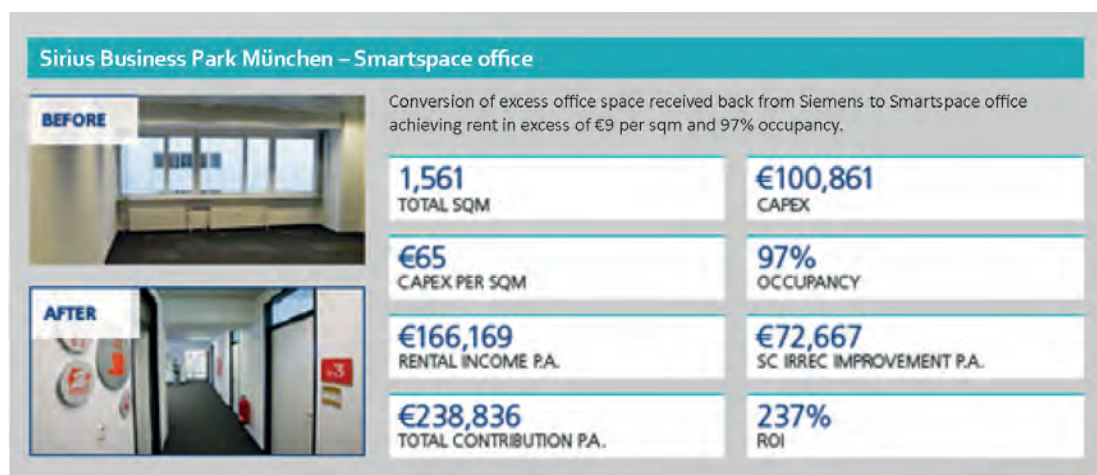 Sirius Business Park München – Smartspace office
BEFORE
Conversion of excess office space received back from Siemens to Smartspace office
achieving rent in excess of €9 per sqm and 97% occupancy.
1,561
TOTAL SQM
€100,861
CAPEX
€65
CAPEX PER SQM
97%
OCCUPANCY
AFTER
€166,169
RENTAL INCOME P.A.
€72,667
SC IRREC IMPROVEMENT P.A.
€238,836
TOTAL CONTRIBUTION P.A.
237%
ROI